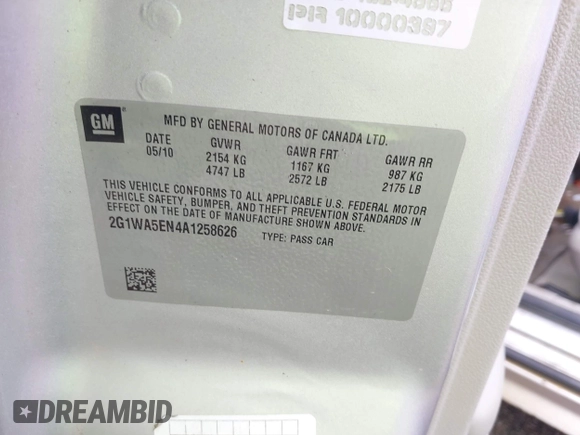 PIR 10000397
GM
MFD BY GENERAL MOTORS OF CANADA LTD.
DATE GVWR GAWR FRT GAWR RR
05/10 2154 KG 1167 KG 987 KG
4747 LB 2572 LB 2175 LB
THIS VEHICLE CONFORMS TO ALL APPLICABLE U.S. FEDERAL MOTOR
VEHICLE SAFETY, BUMPER, AND THEFT PREVENTION STANDARDS IN
EFFECT ON THE DATE OF MANUFACTURE SHOWN ABOVE.
2G1WA5EN4A1258626 TYPE: PASS CAR
DREAMBID